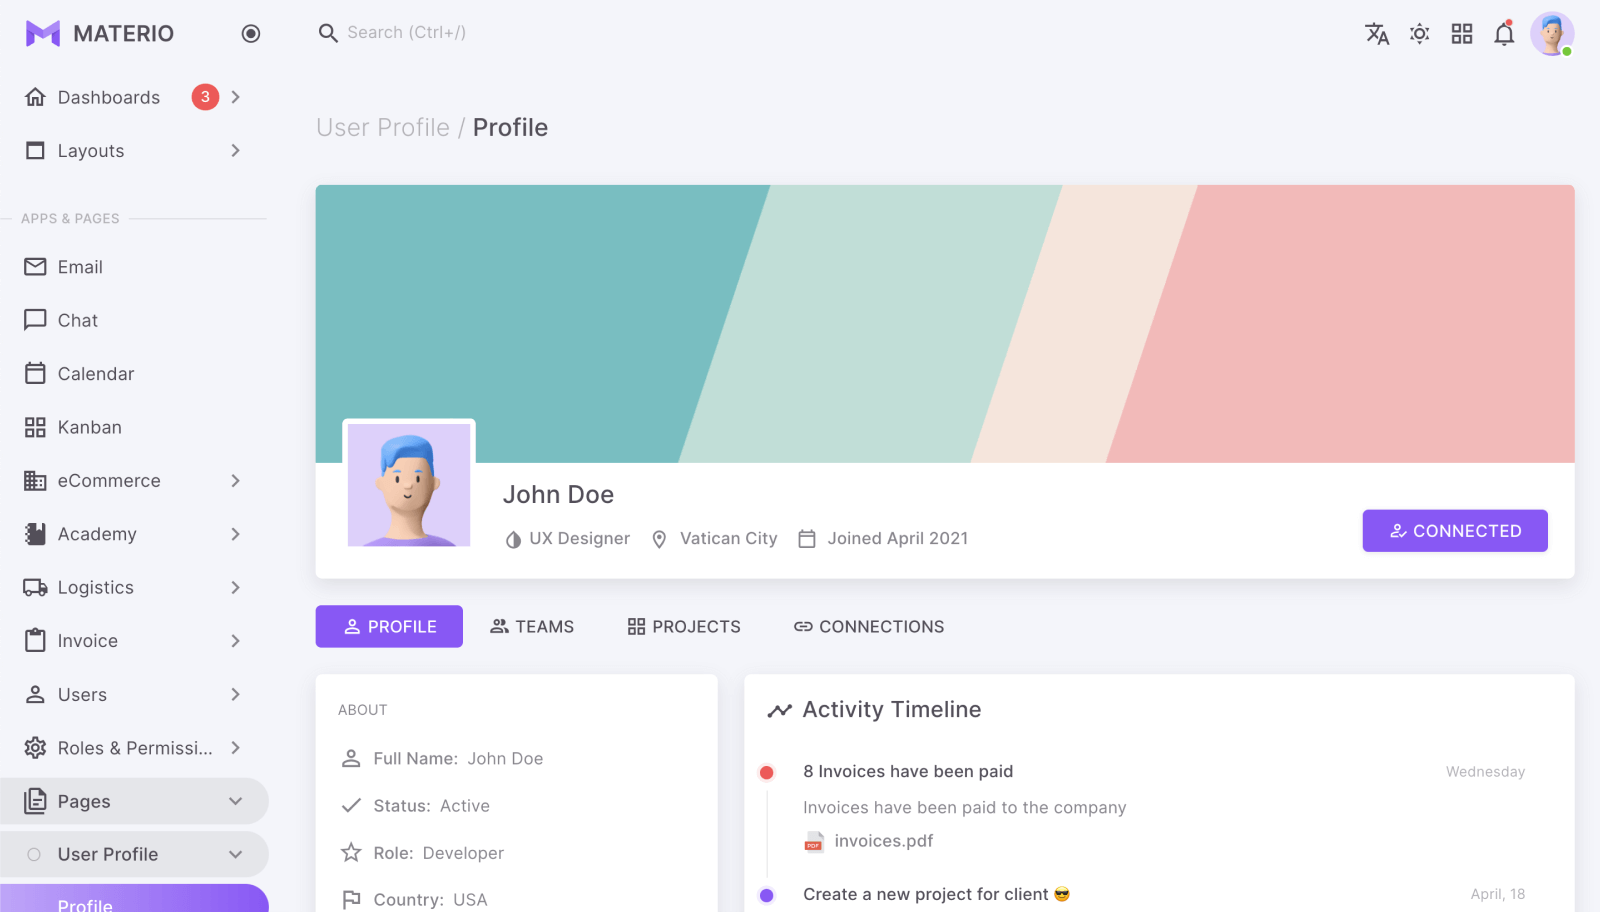 MATERIO
Search (Ctrl+/)
Dashboards 3
Layouts
APPS & PAGES
Email
Chat
Calendar
Kanban
eCommerce
Academy
Logistics
Invoice
Users
Roles & Permissi...
Pages
User Profile
Profile
User Profile / Profile
John Doe
UX Designer Vatican City Joined April 2021
CONNECTED
PROFILE TEAMS PROJECTS CONNECTIONS
ABOUT
Full Name: John Doe
Status: Active
Role: Developer
Country: USA
Activity Timeline
8 Invoices have been paid Wednesday
Invoices have been paid to the company
PDF invoices.pdf
Create a new project for client 😎 April, 18